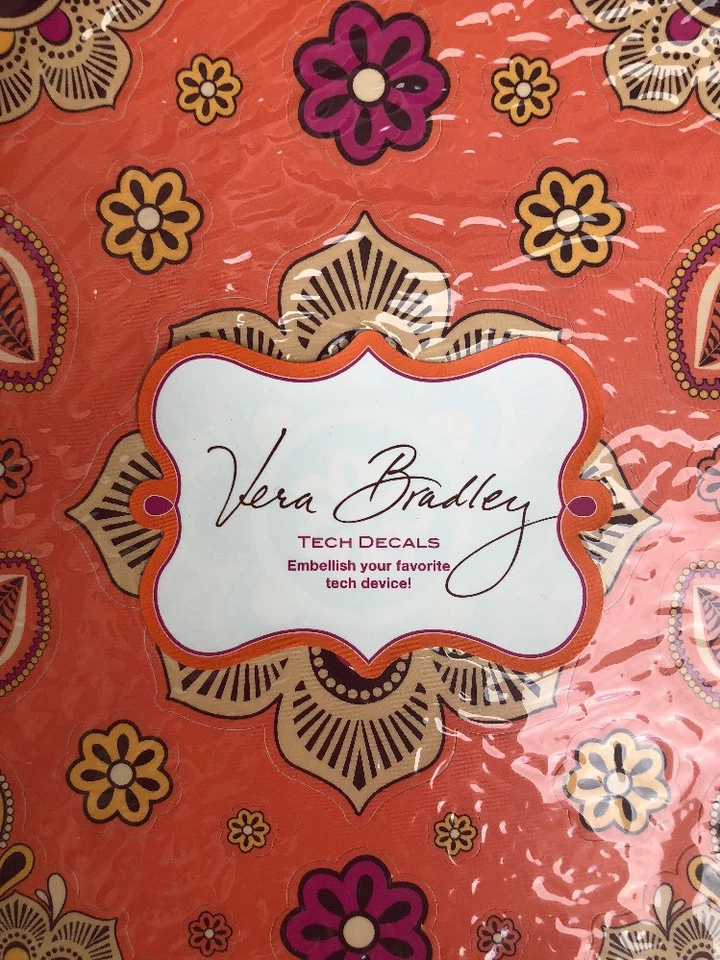 Vera Bradley
TECH DECALS
Embellish your favorite
tech device!